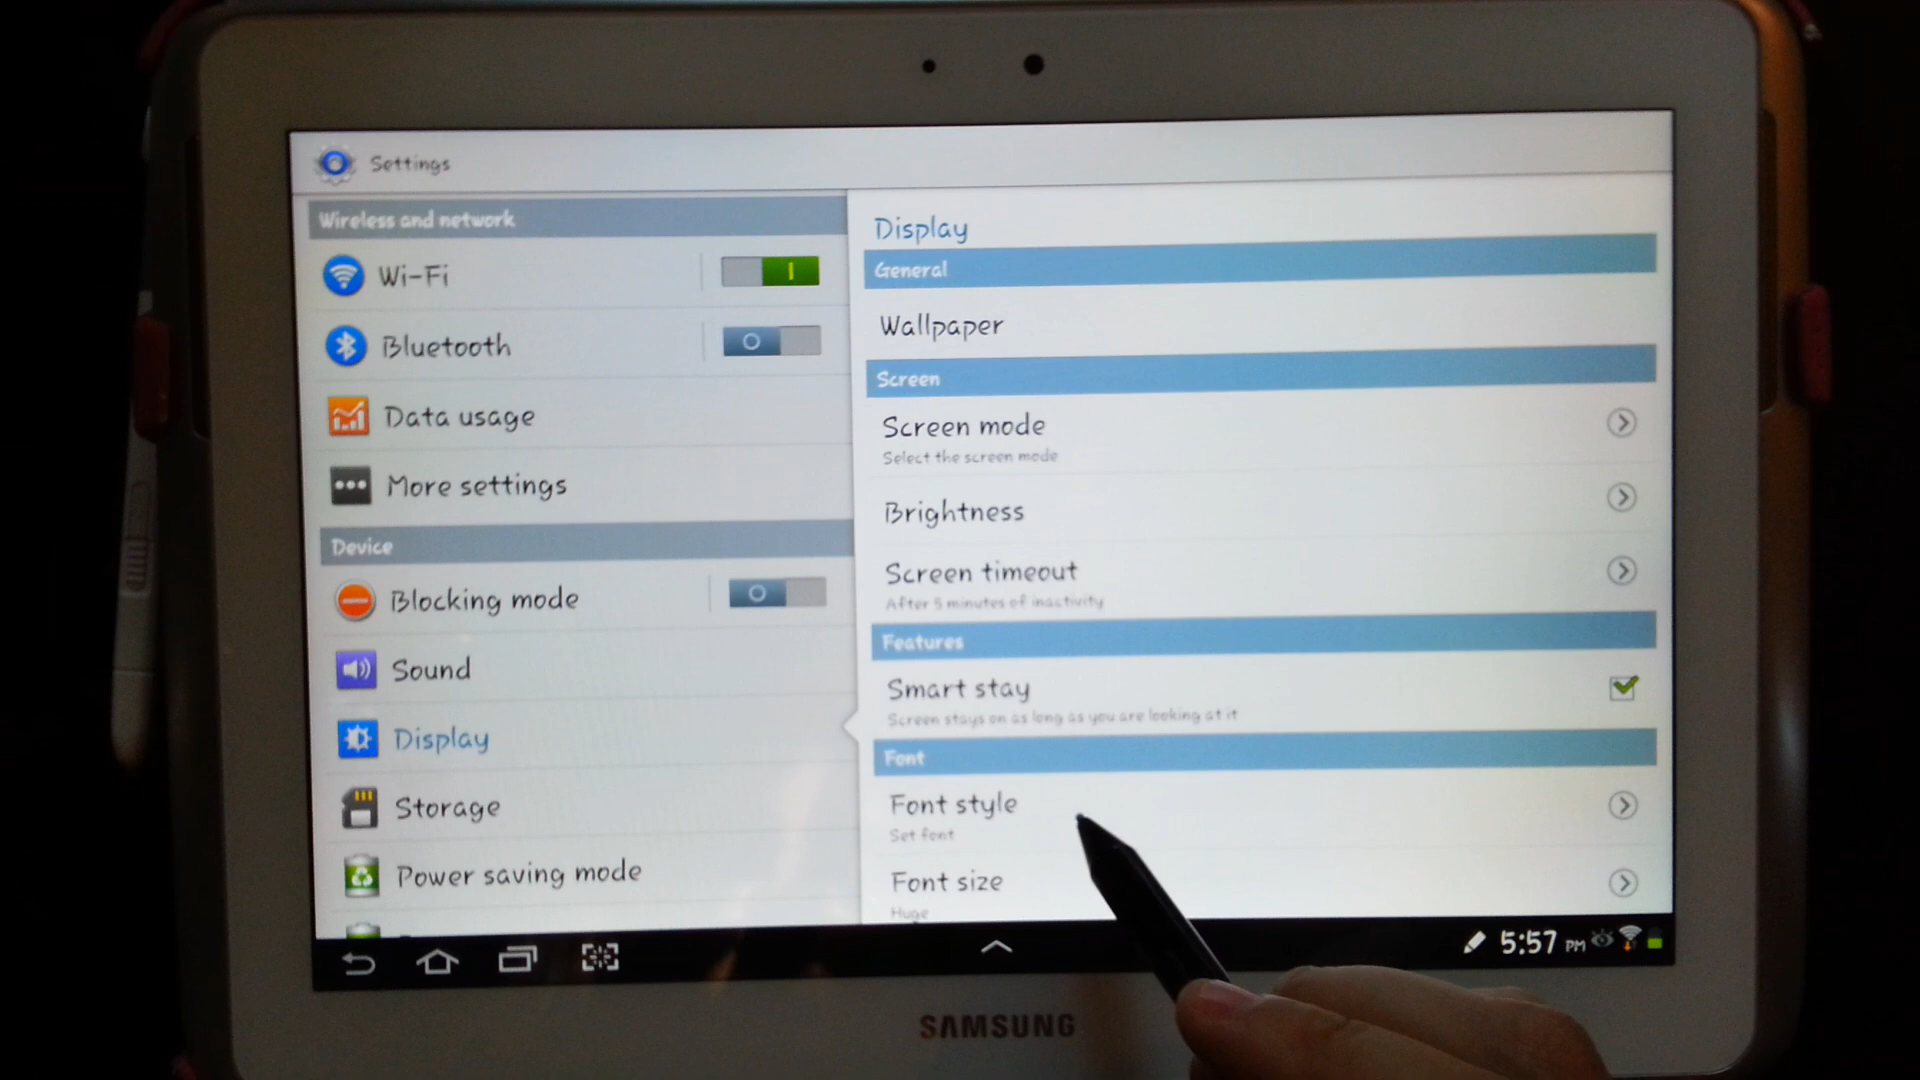 Settings
Wireless and network
Wi-Fi
Bluetooth
Data usage
More settings
Device
Blocking mode
Sound
Display
Storage
Power saving mode
Display
General
Wallpaper
Screen
Screen mode
Select the screen mode
Brightness
Screen timeout
After 5 minutes of inactivity
Features
Smart stay
Screen stays on as long as you are looking at it
Font
Font style
Set font
Font size
Huge
5:57 PM
SAMSUNG